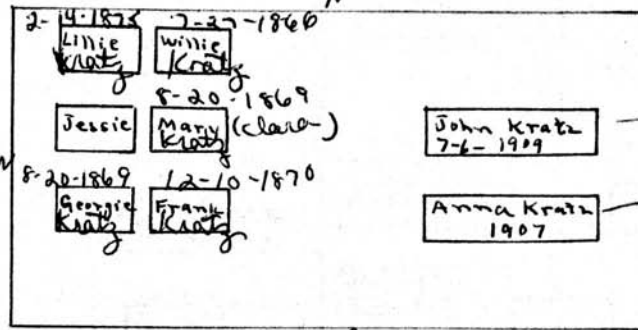 2-14-1875 7-27-1866
Lillie Willie
Kratz Kratz
8-20-1869
Jessie Mary (Clara)
Kratz
John Kratz
7-6-1909
8-20-1869 12-10-1870
Georgie Frank
Kratz Kratz
Anna Kratz
1907